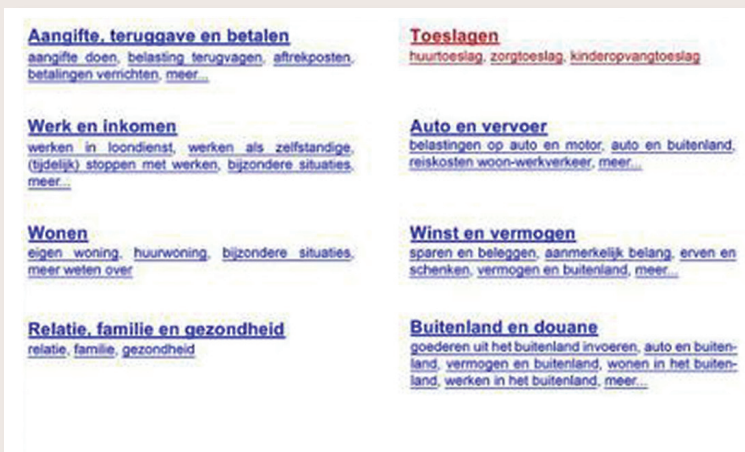 Aangifte, teruggave en betalen
aangifte doen, belasting terugvagen, aftrekposten,
betalingen verrichten, meer...
Werk en inkomen
werken in loondienst, werken als zelfstandige,
(tijdelijk) stoppen met werken, bijzondere situaties,
meer...
Wonen
eigen woning, huurwoning, bijzondere situaties,
meer weten over
Relatie, familie en gezondheid
relatie, familie, gezondheid
Toeslagen
huurtoeslag, zorgtoeslag, kinderopvangtoeslag
Auto en vervoer
belastingen op auto en motor, auto en buitenland,
reiskosten woon-werkverkeer, meer...
Winst en vermogen
sparen en beleggen, aanmerkelijk belang, erven en
schenken, vermogen en buitenland, meer...
Buitenland en douane
goederen uit het buitenland invoeren, auto en buiten-
land, vermogen en buitenland, wonen in het buiten-
land, werken in het buitenland, meer...